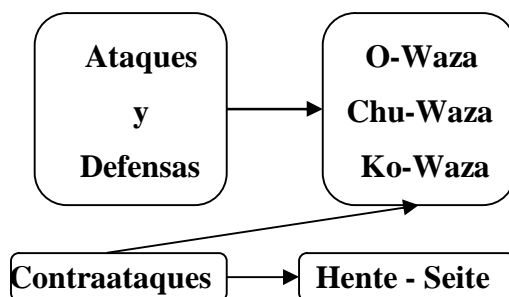 Ataques
y
Defensas
O-Waza
Chu-Waza
Ko-Waza
Contraataques
Hente - Seite